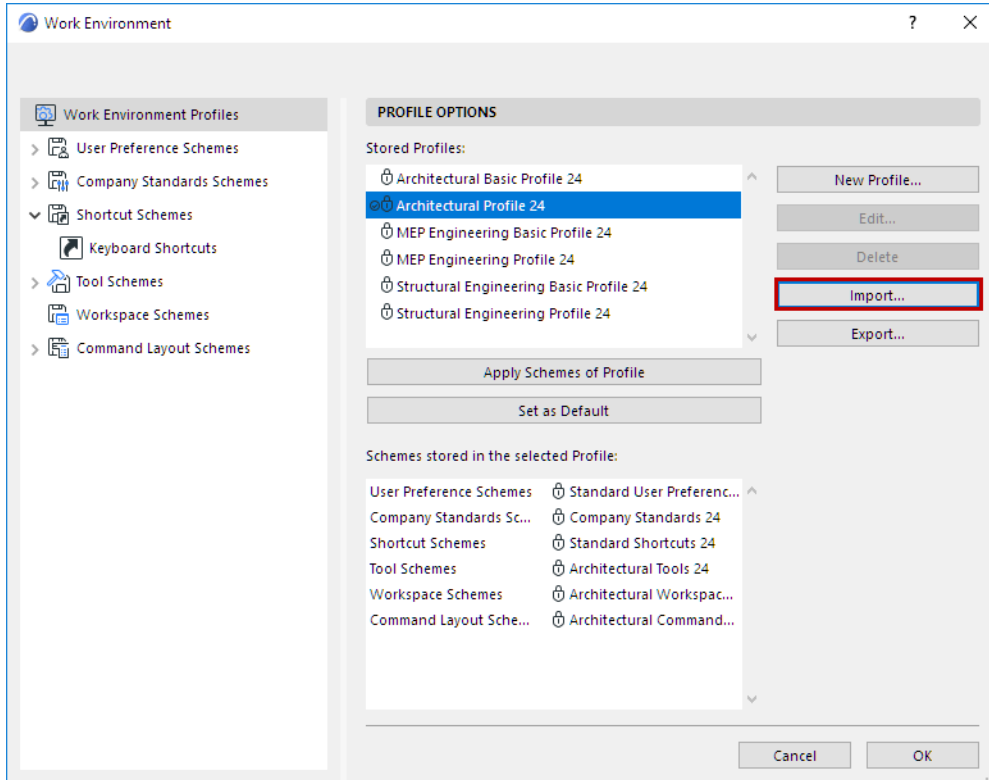 Work Environment
?
Work Environment Profiles
User Preference Schemes
Company Standards Schemes
Shortcut Schemes
Keyboard Shortcuts
Tool Schemes
Workspace Schemes
Command Layout Schemes
PROFILE OPTIONS
Stored Profiles:
Architectural Basic Profile 24
Architectural Profile 24
MEP Engineering Basic Profile 24
MEP Engineering Profile 24
Structural Engineering Basic Profile 24
Structural Engineering Profile 24
New Profile...
Edit...
Delete
Import...
Export...
Apply Schemes of Profile
Set as Default
Schemes stored in the selected Profile:
User Preference Schemes Standard User Preferenc...
Company Standards Sc... Company Standards 24
Shortcut Schemes Standard Shortcuts 24
Tool Schemes Architectural Tools 24
Workspace Schemes Architectural Workspac...
Command Layout Sche... Architectural Command...
Cancel OK